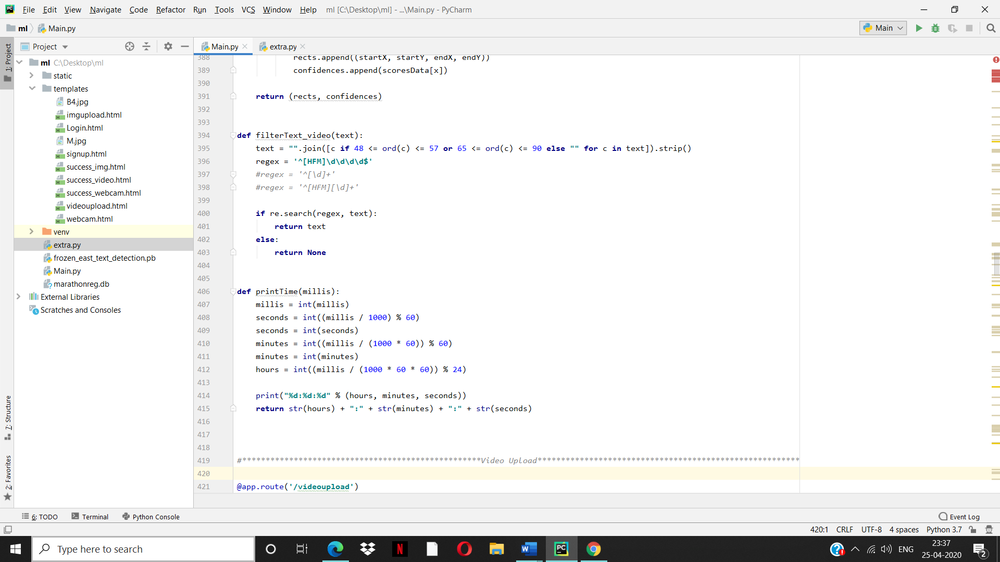 File Edit View Navigate Code Refactor Run Tools VCS Window Help ml [C:\Desktop\ml] - ...\Main.py - PyCharm
ml Main.py Main
Project Main.py extra.py
1: Project
7: Structure
2: Favorites
ml C:\Desktop\ml
static
templates
B4.jpg
imgupload.html
Login.html
M.jpg
signup.html
success_img.html
success_video.html
success_webcam.html
videoupload.html
webcam.html
venv
extra.py
frozen_east_text_detection.pb
Main.py
marathonreg.db
External Libraries
Scratches and Consoles
388 rects.append((startX, startY, endX, endY))
389 confidences.append(scoresData[x])
390
391 return (rects, confidences)
392
393
394 def filterText_video(text):
395 text = "".join([c if 48 <= ord(c) <= 57 or 65 <= ord(c) <= 90 else "" for c in text]).strip()
396 regex = '^[HFM]\d\d\d\d$'
397 #regex = '^[\d]+'
398 #regex = '^[HFM][\d]+'
399
400 if re.search(regex, text):
401 return text
402 else:
403 return None
404
405
406 def printTime(millis):
407 millis = int(millis)
408 seconds = int((millis / 1000) % 60)
409 seconds = int(seconds)
410 minutes = int((millis / (1000 * 60)) % 60)
411 minutes = int(minutes)
412 hours = int((millis / (1000 * 60 * 60)) % 24)
413
414 print("%d:%d:%d" % (hours, minutes, seconds))
415 return str(hours) + ":" + str(minutes) + ":" + str(seconds)
416
417
418
419 #***************************************************Video Upload********************************************************
420
421 @app.route('/videoupload')
6: TODO Terminal Python Console Event Log
420:1 CRLF UTF-8 4 spaces Python 3.7
Type here to search
ENG
23:37
25-04-2020
2